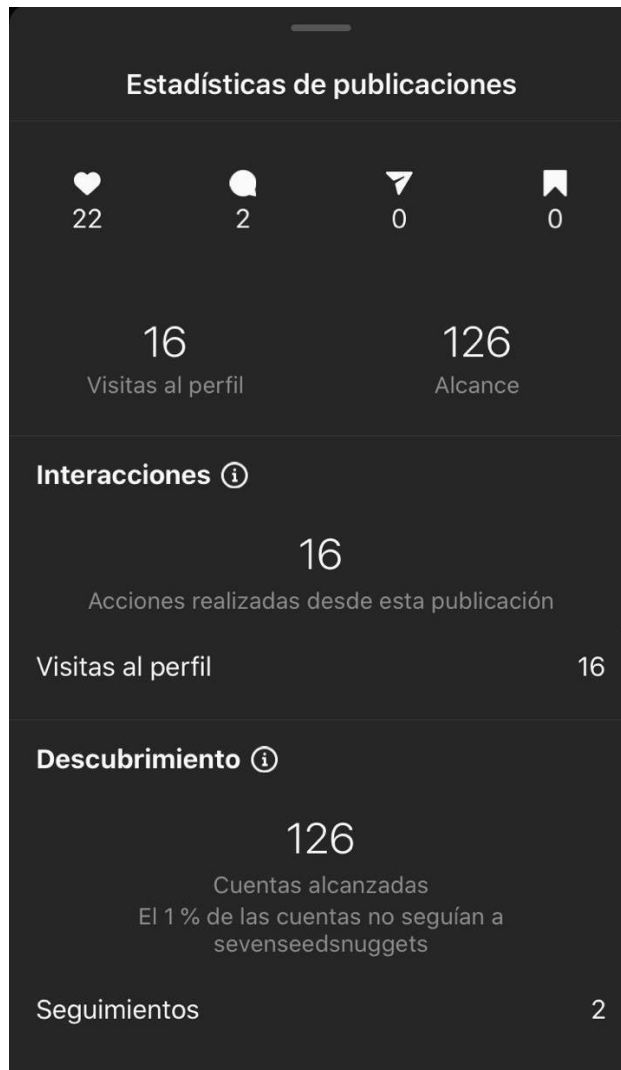 Estadísticas de publicaciones
22 2 0 0
16 126
Visitas al perfil Alcance
Interacciones
16
Acciones realizadas desde esta publicación
Visitas al perfil 16
Descubrimiento
126
Cuentas alcanzadas
El 1 % de las cuentas no seguían a
sevenseedsnuggets
Seguimientos 2